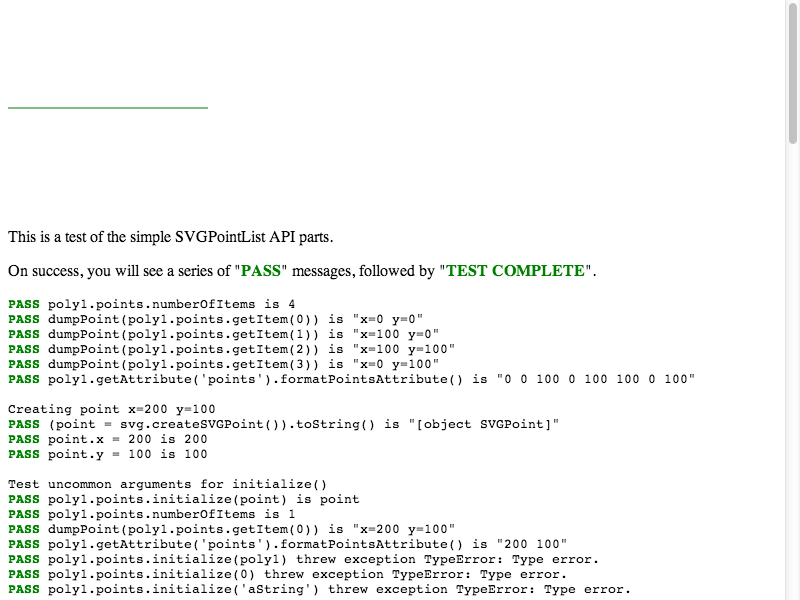 This is a test of the simple SVGPointList API parts.
On success, you will see a series of "PASS" messages, followed by "TEST COMPLETE".
PASS poly1.points.numberOfItems is 4
PASS dumpPoint(poly1.points.getItem(0)) is "x=0 y=0"
PASS dumpPoint(poly1.points.getItem(1)) is "x=100 y=0"
PASS dumpPoint(poly1.points.getItem(2)) is "x=100 y=100"
PASS dumpPoint(poly1.points.getItem(3)) is "x=0 y=100"
PASS poly1.getAttribute('points').formatPointsAttribute() is "0 0 100 0 100 100 0 100"
Creating point x=200 y=100
PASS (point = svg.createSVGPoint()).toString() is "[object SVGPoint]"
PASS point.x = 200 is 200
PASS point.y = 100 is 100
Test uncommon arguments for initialize()
PASS poly1.points.initialize(point) is point
PASS poly1.points.numberOfItems is 1
PASS dumpPoint(poly1.points.getItem(0)) is "x=200 y=100"
PASS poly1.getAttribute('points').formatPointsAttribute() is "200 100"
PASS poly1.points.initialize(poly1) threw exception TypeError: Type error.
PASS poly1.points.initialize(0) threw exception TypeError: Type error.
PASS poly1.points.initialize('aString') threw exception TypeError: Type error.